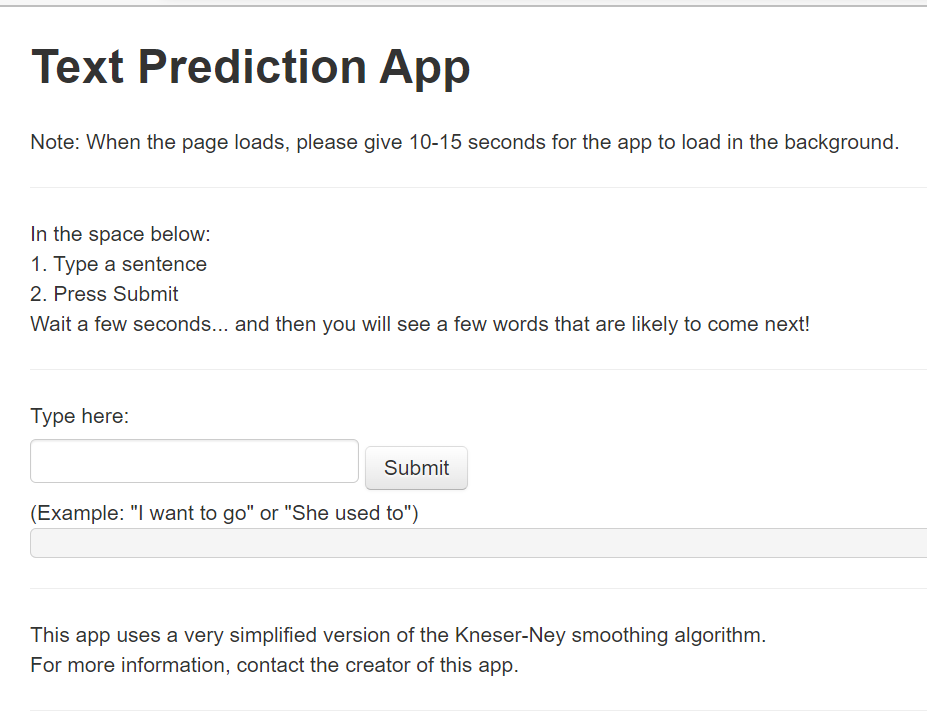 Text Prediction App
Note: When the page loads, please give 10-15 seconds for the app to load in the background.
In the space below:
1. Type a sentence
2. Press Submit
Wait a few seconds... and then you will see a few words that are likely to come next!
Type here:
Submit
(Example: "I want to go" or "She used to")
This app uses a very simplified version of the Kneser-Ney smoothing algorithm.
For more information, contact the creator of this app.